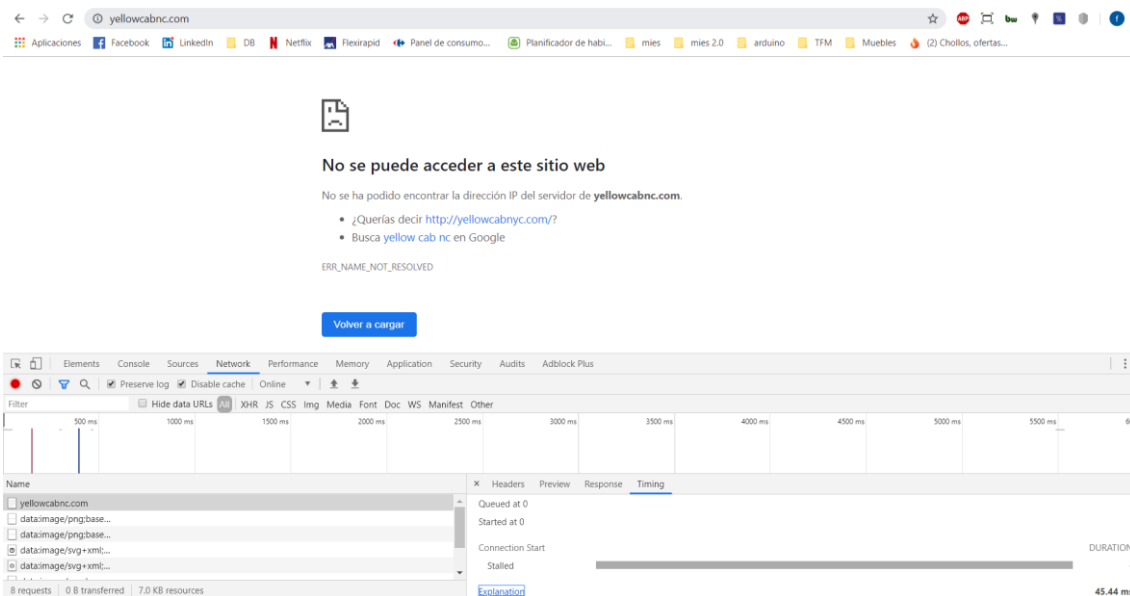 yellowcabnc.com
Aplicaciones Facebook LinkedIn DB Netflix Flexirapid Panel de consumo... Planificador de habi... mies mies 2.0 arduino TFM Muebles (2) Chollos, ofertas...
No se puede acceder a este sitio web
No se ha podido encontrar la dirección IP del servidor de yellowcabnc.com.
• ¿Querías decir http://yellowcabnyc.com/?
• Busca yellow cab nc en Google
ERR_NAME_NOT_RESOLVED
Volver a cargar
Elements Console Sources Network Performance Memory Application Security Audits Adblock Plus
Preserve log Disable cache Online
Filter Hide data URLs All XHR JS CSS Img Media Font Doc WS Manifest Other
500 ms 1000 ms 1500 ms 2000 ms 2500 ms 3000 ms 3500 ms 4000 ms 4500 ms 5000 ms 5500 ms
Name
yellowcabnc.com
data:image/png;base...
data:image/png;base...
data:image/svg+xml;...
data:image/svg+xml;...
8 requests 0 B transferred 7.0 KB resources
× Headers Preview Response Timing
Queued at 0
Started at 0
Connection Start DURATION
Stalled
Explanation 45.44 ms